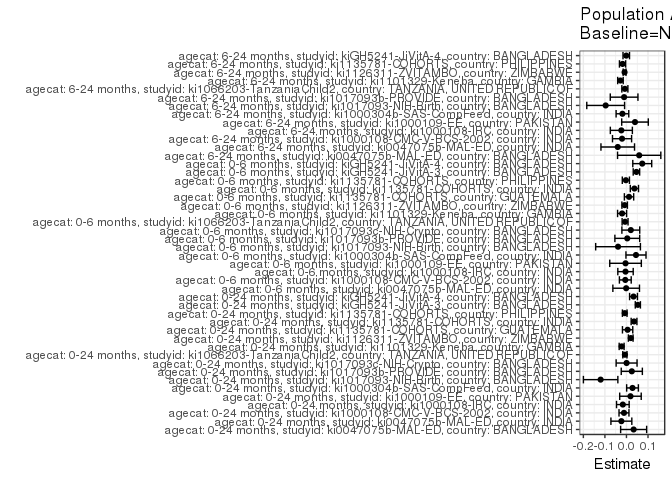 Population A
Baseline=N
agecat: 6-24 months, studyid: kiGH5241-JiVitA-4, country: BANGLADESH
agecat: 6-24 months, studyid: ki1135781-COHORTS, country: PHILIPPINES
agecat: 6-24 months, studyid: ki1126311-ZVITAMBO, country: ZIMBABWE
agecat: 6-24 months, studyid: ki1101329-Keneba, country: GAMBIA
agecat: 6-24 months, studyid: ki1066203-TanzaniaChild2, country: TANZANIA, UNITED REPUBLIC OF
agecat: 6-24 months, studyid: ki1017093b-PROVIDE, country: BANGLADESH
agecat: 6-24 months, studyid: ki1017093-NIH-Birth, country: BANGLADESH
agecat: 6-24 months, studyid: ki1000304b-SAS-CompFeed, country: INDIA
agecat: 6-24 months, studyid: ki1000109-EE, country: PAKISTAN
agecat: 6-24 months, studyid: ki1000108-IRC, country: INDIA
agecat: 6-24 months, studyid: ki1000108-CMC-V-BCS-2002, country: INDIA
agecat: 6-24 months, studyid: ki0047075b-MAL-ED, country: INDIA
agecat: 6-24 months, studyid: ki0047075b-MAL-ED, country: BANGLADESH
agecat: 0-6 months, studyid: kiGH5241-JiVitA-4, country: BANGLADESH
agecat: 0-6 months, studyid: kiGH5241-JiVitA-3, country: BANGLADESH
agecat: 0-6 months, studyid: ki1135781-COHORTS, country: PHILIPPINES
agecat: 0-6 months, studyid: ki1135781-COHORTS, country: INDIA
agecat: 0-6 months, studyid: ki1135781-COHORTS, country: GUATEMALA
agecat: 0-6 months, studyid: ki1126311-ZVITAMBO, country: ZIMBABWE
agecat: 0-6 months, studyid: ki1101329-Keneba, country: GAMBIA
agecat: 0-6 months, studyid: ki1066203-TanzaniaChild2, country: TANZANIA, UNITED REPUBLIC OF
agecat: 0-6 months, studyid: ki1017093c-NIH-Crypto, country: BANGLADESH
agecat: 0-6 months, studyid: ki1017093b-PROVIDE, country: BANGLADESH
agecat: 0-6 months, studyid: ki1017093-NIH-Birth, country: BANGLADESH
agecat: 0-6 months, studyid: ki1000304b-SAS-CompFeed, country: INDIA
agecat: 0-6 months, studyid: ki1000109-EE, country: PAKISTAN
agecat: 0-6 months, studyid: ki1000108-IRC, country: INDIA
agecat: 0-6 months, studyid: ki1000108-CMC-V-BCS-2002, country: INDIA
agecat: 0-6 months, studyid: ki0047075b-MAL-ED, country: INDIA
agecat: 0-24 months, studyid: kiGH5241-JiVitA-4, country: BANGLADESH
agecat: 0-24 months, studyid: kiGH5241-JiVitA-3, country: BANGLADESH
agecat: 0-24 months, studyid: ki1135781-COHORTS, country: PHILIPPINES
agecat: 0-24 months, studyid: ki1135781-COHORTS, country: INDIA
agecat: 0-24 months, studyid: ki1135781-COHORTS, country: GUATEMALA
agecat: 0-24 months, studyid: ki1126311-ZVITAMBO, country: ZIMBABWE
agecat: 0-24 months, studyid: ki1101329-Keneba, country: GAMBIA
agecat: 0-24 months, studyid: ki1066203-TanzaniaChild2, country: TANZANIA, UNITED REPUBLIC OF
agecat: 0-24 months, studyid: ki1017093c-NIH-Crypto, country: BANGLADESH
agecat: 0-24 months, studyid: ki1017093b-PROVIDE, country: BANGLADESH
agecat: 0-24 months, studyid: ki1017093-NIH-Birth, country: BANGLADESH
agecat: 0-24 months, studyid: ki1000304b-SAS-CompFeed, country: INDIA
agecat: 0-24 months, studyid: ki1000109-EE, country: PAKISTAN
agecat: 0-24 months, studyid: ki1000108-IRC, country: INDIA
agecat: 0-24 months, studyid: ki1000108-CMC-V-BCS-2002, country: INDIA
agecat: 0-24 months, studyid: ki0047075b-MAL-ED, country: INDIA
agecat: 0-24 months, studyid: ki0047075b-MAL-ED, country: BANGLADESH
-0.2 -0.1 0.0 0.1
Estimate